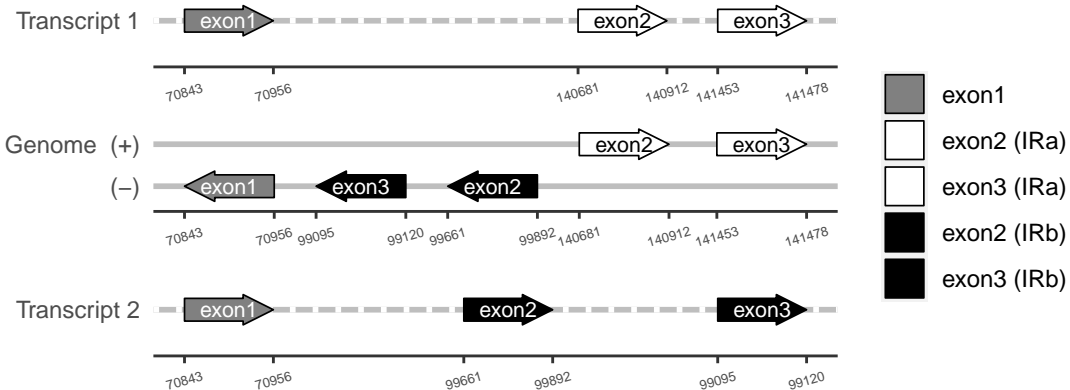 Transcript 1 exon1 exon2 exon3
70843 70956 140681 140912 141453 141478
exon1
exon2 (IRa)
exon3 (IRa)
exon2 (IRb)
exon3 (IRb)
Genome (+) exon2 exon3
(−) exon1 exon3 exon2
70843 70956 99095 99120 99661 99892 140681 140912 141453 141478
Transcript 2 exon1 exon2 exon3
70843 70956 99661 99892 99095 99120